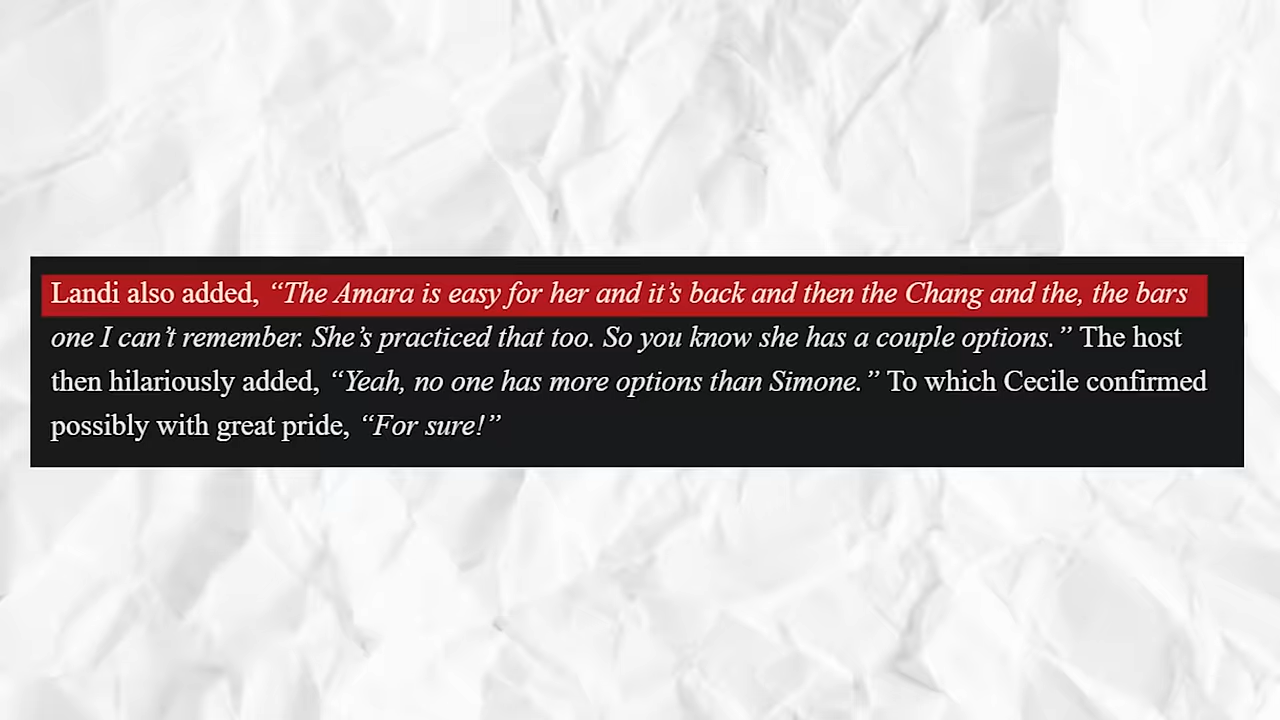 Landi also added, “The Amara is easy for her and it’s back and then the Chang and the, the bars
one I can’t remember. She’s practiced that too. So you know she has a couple options.” The host
then hilariously added, “Yeah, no one has more options than Simone.” To which Cecile confirmed
possibly with great pride, “For sure!”